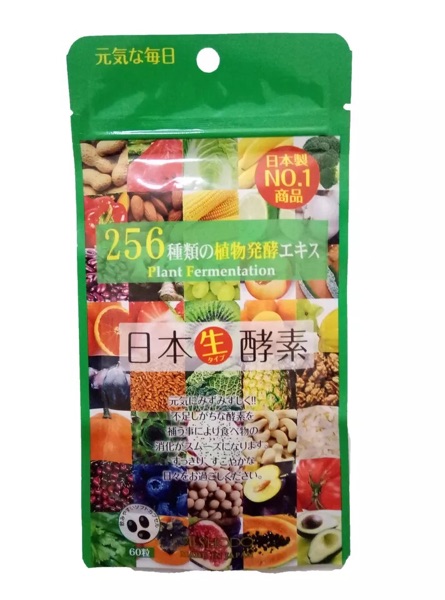 元気な毎日
日本製
NO.1
商品
256種類の植物発酵エキス
Plant Fermentation
日本生酵素
タイプ
元気にみずみずしく!!
不足しがちな酵素を
補う事により食べ物の
消化がスムーズになります。
すっきり、すこやかな
日々をお過ごしください。
60粒